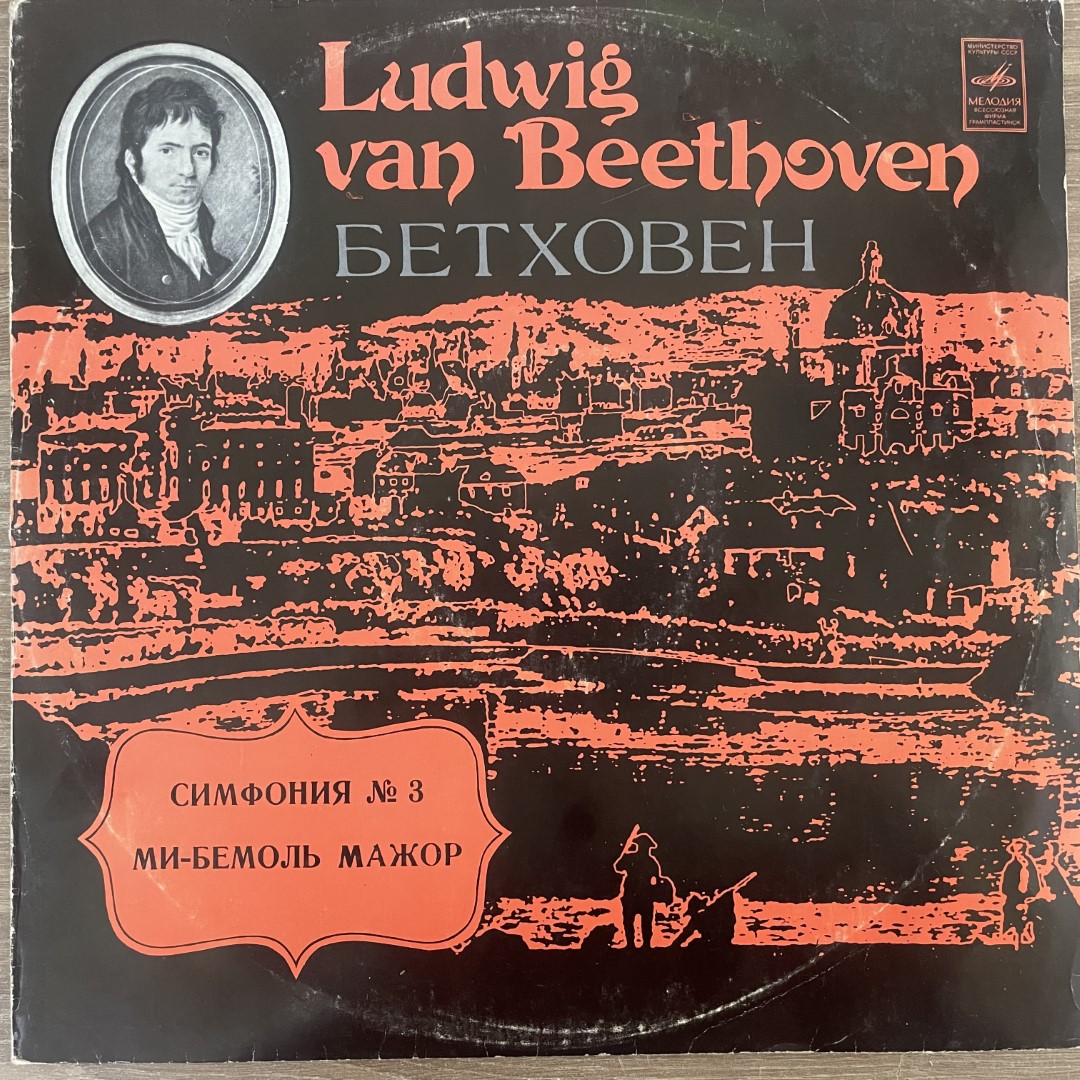 Ludwig
van Beethoven
БЕТХОВЕН
МИНИСТЕРСТВО
КУЛЬТУРЫ СССР
МЕЛОДИЯ
ВСЕСОЮЗНАЯ
ФИРМА
ГРАМПЛАСТИНОК
СИМФОНИЯ № 3
МИ-БЕМОЛЬ МАЖОР